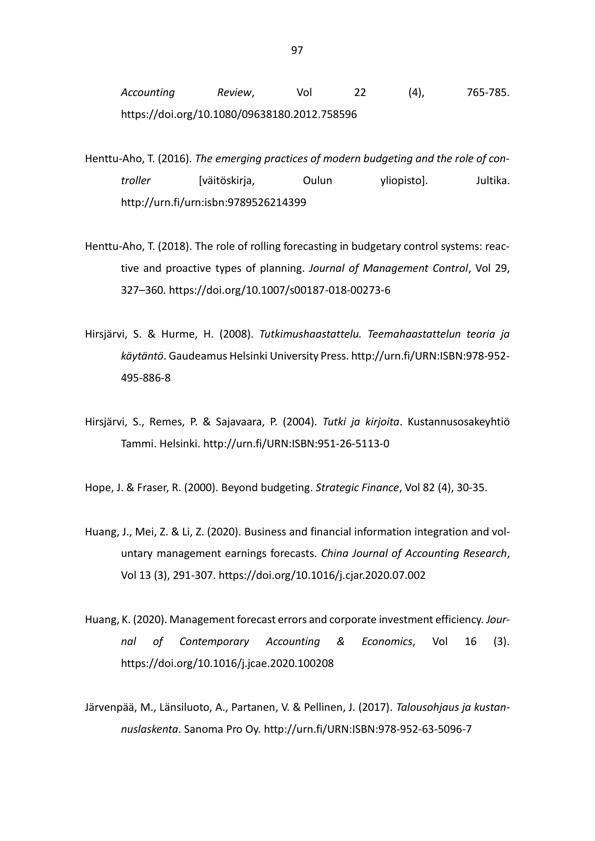 97
Accounting Review, Vol 22 (4), 765-785.
https://doi.org/10.1080/09638180.2012.758596
Henttu-Aho, T. (2016). The emerging practices of modern budgeting and the role of con-
troller [väitöskirja, Oulun yliopisto]. Jultika.
http://urn.fi/urn:isbn:9789526214399
Henttu-Aho, T. (2018). The role of rolling forecasting in budgetary control systems: reac-
tive and proactive types of planning. Journal of Management Control, Vol 29,
327–360. https://doi.org/10.1007/s00187-018-00273-6
Hirsjärvi, S. & Hurme, H. (2008). Tutkimushaastattelu. Teemahaastattelun teoria ja
käytäntö. Gaudeamus Helsinki University Press. http://urn.fi/URN:ISBN:978-952-
495-886-8
Hirsjärvi, S., Remes, P. & Sajavaara, P. (2004). Tutki ja kirjoita. Kustannusosakeyhtiö
Tammi. Helsinki. http://urn.fi/URN:ISBN:951-26-5113-0
Hope, J. & Fraser, R. (2000). Beyond budgeting. Strategic Finance, Vol 82 (4), 30-35.
Huang, J., Mei, Z. & Li, Z. (2020). Business and financial information integration and vol-
untary management earnings forecasts. China Journal of Accounting Research,
Vol 13 (3), 291-307. https://doi.org/10.1016/j.cjar.2020.07.002
Huang, K. (2020). Management forecast errors and corporate investment efficiency. Jour-
nal of Contemporary Accounting & Economics, Vol 16 (3).
https://doi.org/10.1016/j.jcae.2020.100208
Järvenpää, M., Länsiluoto, A., Partanen, V. & Pellinen, J. (2017). Talousohjaus ja kustan-
nuslaskenta. Sanoma Pro Oy. http://urn.fi/URN:ISBN:978-952-63-5096-7